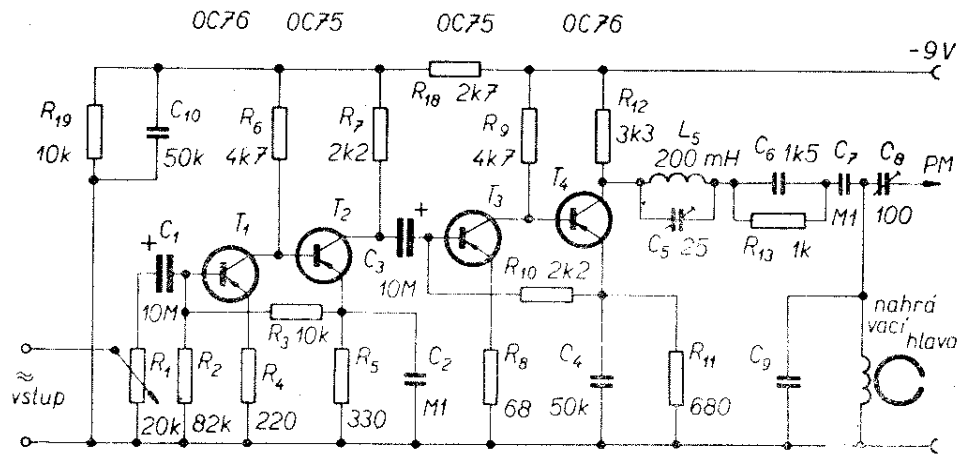 OC76 OC75 OC75 OC76
-9V
R19
10k
C10
50k
R6
4k7
R7
2k2
R18 2k7
R9
4k7
R12
3k3
L5
200 mH
C6 1k5
C7
M1
C8
100
PM
C5 25
R13 1k
C1
10M
T1
T2
C3
10M
T3
T4
R10 2k2
R3 10k
nahrá
vací
hlava
≈
vstup
R1
20k
R2
82k
R4
220
R5
330
C2
M1
R8
68
C4
50k
R11
680
C9